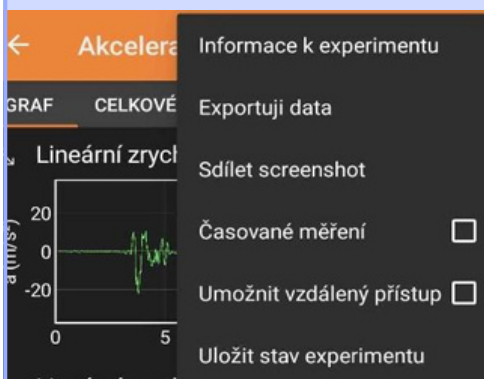 ← Akcelera
Informace k experimentu
GRAF CELKOVÉ
Exportuji data
Lineární zrych
Sdílet screenshot
a (m/s²)
20
0
-20
0 5
Časované měření
Umožnit vzdálený přístup
Uložit stav experimentu